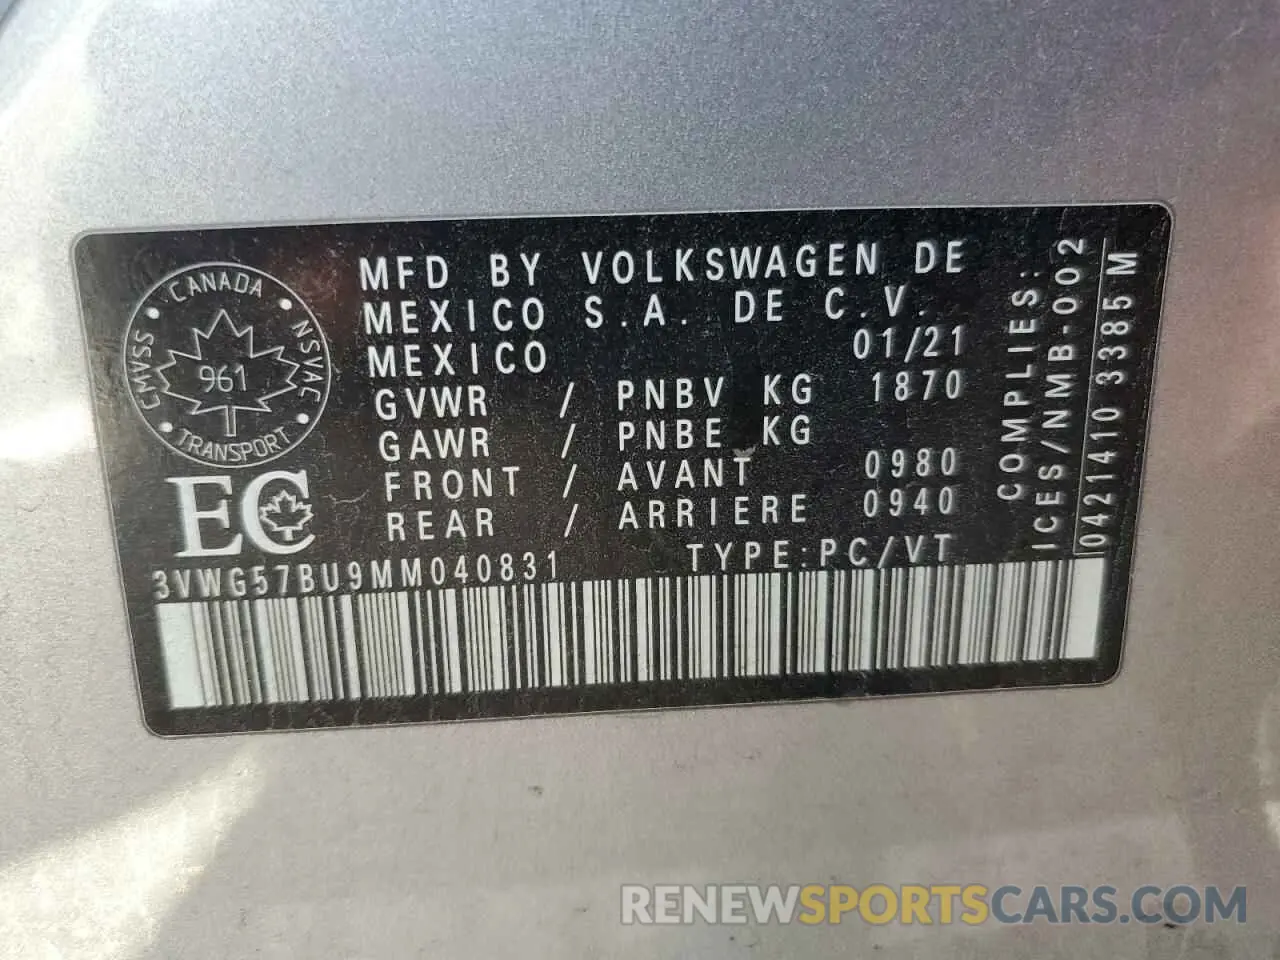 CANADA
CMVSS
NSVAC
961
TRANSPORT
EC
MFD BY VOLKSWAGEN DE
MEXICO S.A. DE C.V.
MEXICO 01/21
GVWR / PNBV KG 1870
GAWR / PNBE KG
FRONT / AVANT 0980
REAR / ARRIERE 0940
3VWG57BU9MM040831 TYPE:PC/VT
COMPLIES:
ICES/NMB-002
0421410 3385 M
RENEWSPORTSCARS.COM